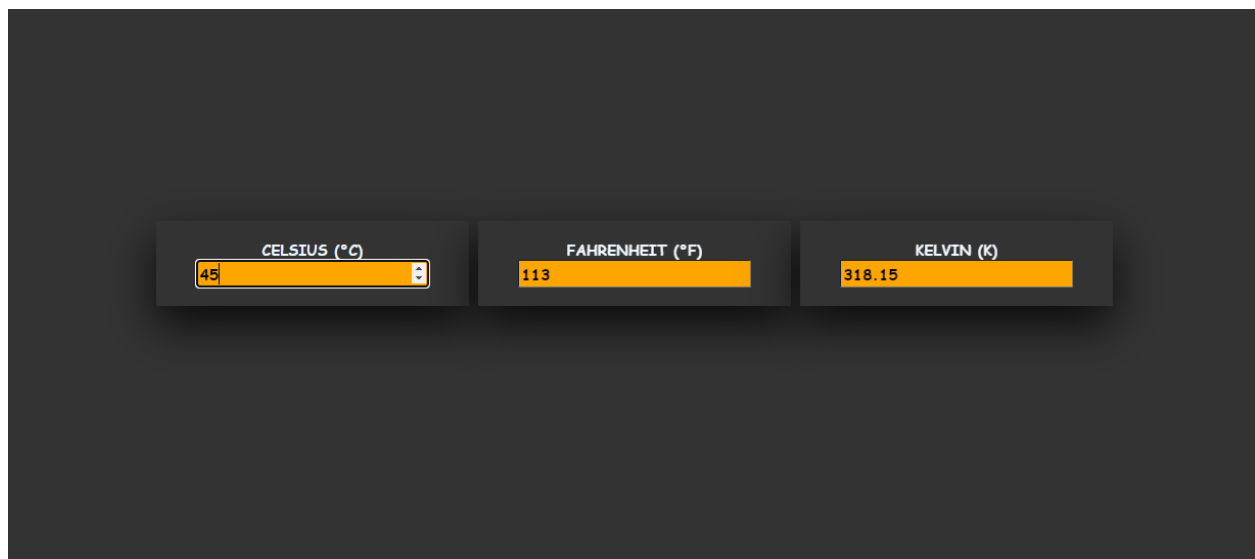 CELSIUS (°C)
45
FAHRENHEIT (°F)
113
KELVIN (K)
318.15